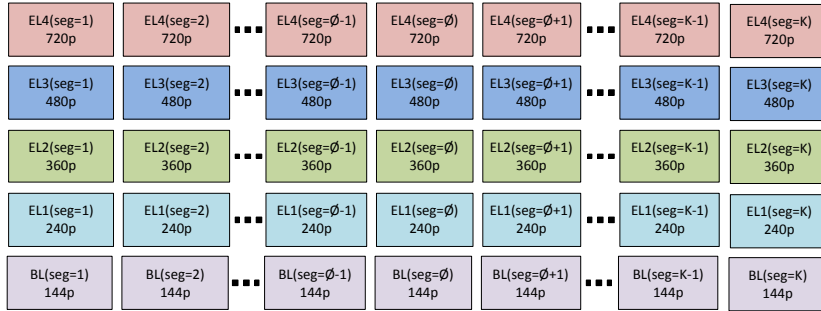 EL4(seg=1) EL4(seg=2) EL4(seg=Ø-1) EL4(seg=Ø) EL4(seg=Ø+1) EL4(seg=K-1) EL4(seg=K)
720p 720p 720p 720p 720p 720p 720p
EL3(seg=1) EL3(seg=2) EL3(seg=Ø-1) EL3(seg=Ø) EL3(seg=Ø+1) EL3(seg=K-1) EL3(seg=K)
480p 480p 480p 480p 480p 480p 480p
EL2(seg=1) EL2(seg=2) EL2(seg=Ø-1) EL2(seg=Ø) EL2(seg=Ø+1) EL2(seg=K-1) EL2(seg=K)
360p 360p 360p 360p 360p 360p 360p
EL1(seg=1) EL1(seg=2) EL1(seg=Ø-1) EL1(seg=Ø) EL1(seg=Ø+1) EL1(seg=K-1) EL1(seg=K)
240p 240p 240p 240p 240p 240p 240p
BL(seg=1) BL(seg=2) BL(seg=Ø-1) BL(seg=Ø) BL(seg=Ø+1) BL(seg=K-1) BL(seg=K)
144p 144p 144p 144p 144p 144p 144p